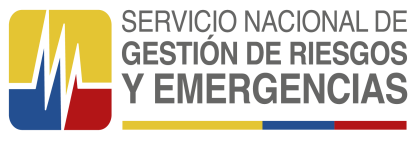 SERVICIO NACIONAL DE
GESTIÓN DE RIESGOS
Y EMERGENCIAS